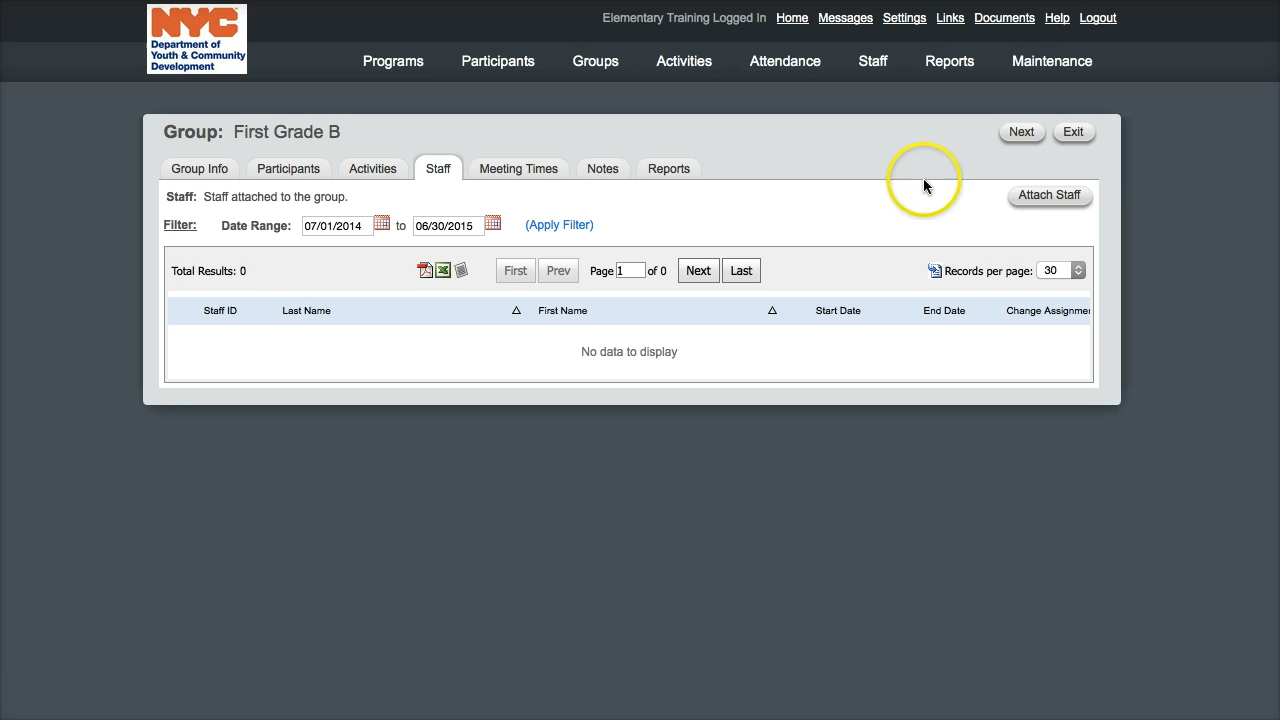 Elementary Training Logged In Home Messages Settings Links Documents Help Logout
NYC
Department of
Youth & Community
Development
Programs Participants Groups Activities Attendance Staff Reports Maintenance
Group: First Grade B Next Exit
Group Info Participants Activities Staff Meeting Times Notes Reports
Staff: Staff attached to the group. Attach Staff
Filter: Date Range: 07/01/2014 to 06/30/2015 (Apply Filter)
Total Results: 0 First Prev Page 1 of 0 Next Last Records per page: 30
Staff ID Last Name First Name Start Date End Date Change Assignmen
No data to display